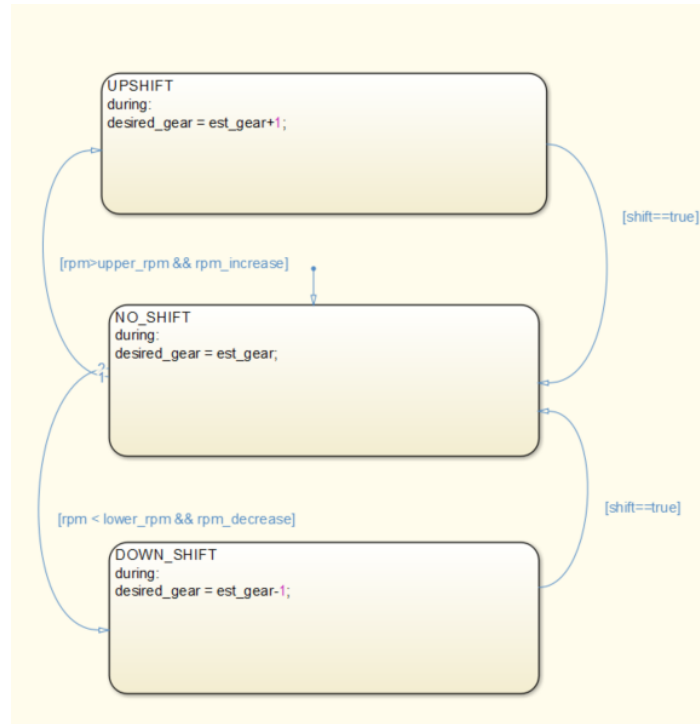 UPSHIFT
during:
desired_gear = est_gear+1;
[shift==true]
[rpm>upper_rpm && rpm_increase]
NO_SHIFT
during:
desired_gear = est_gear;
2
1
[rpm < lower_rpm && rpm_decrease]
[shift==true]
DOWN_SHIFT
during:
desired_gear = est_gear-1;